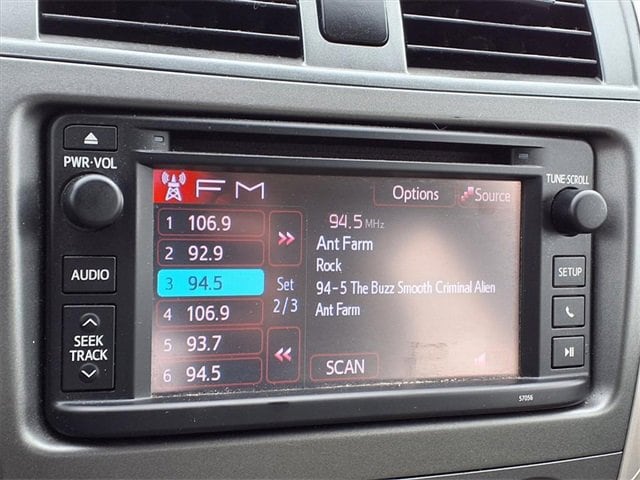 PWR·VOL
TUNE·SCROLL
FM
Options
Source
1 106.9
2 92.9
3 94.5
4 106.9
5 93.7
6 94.5
Set
2/3
94.5 MHz
Ant Farm
Rock
94-5 The Buzz Smooth Criminal Alien
Ant Farm
SCAN
AUDIO
SEEK
TRACK
SETUP
57056